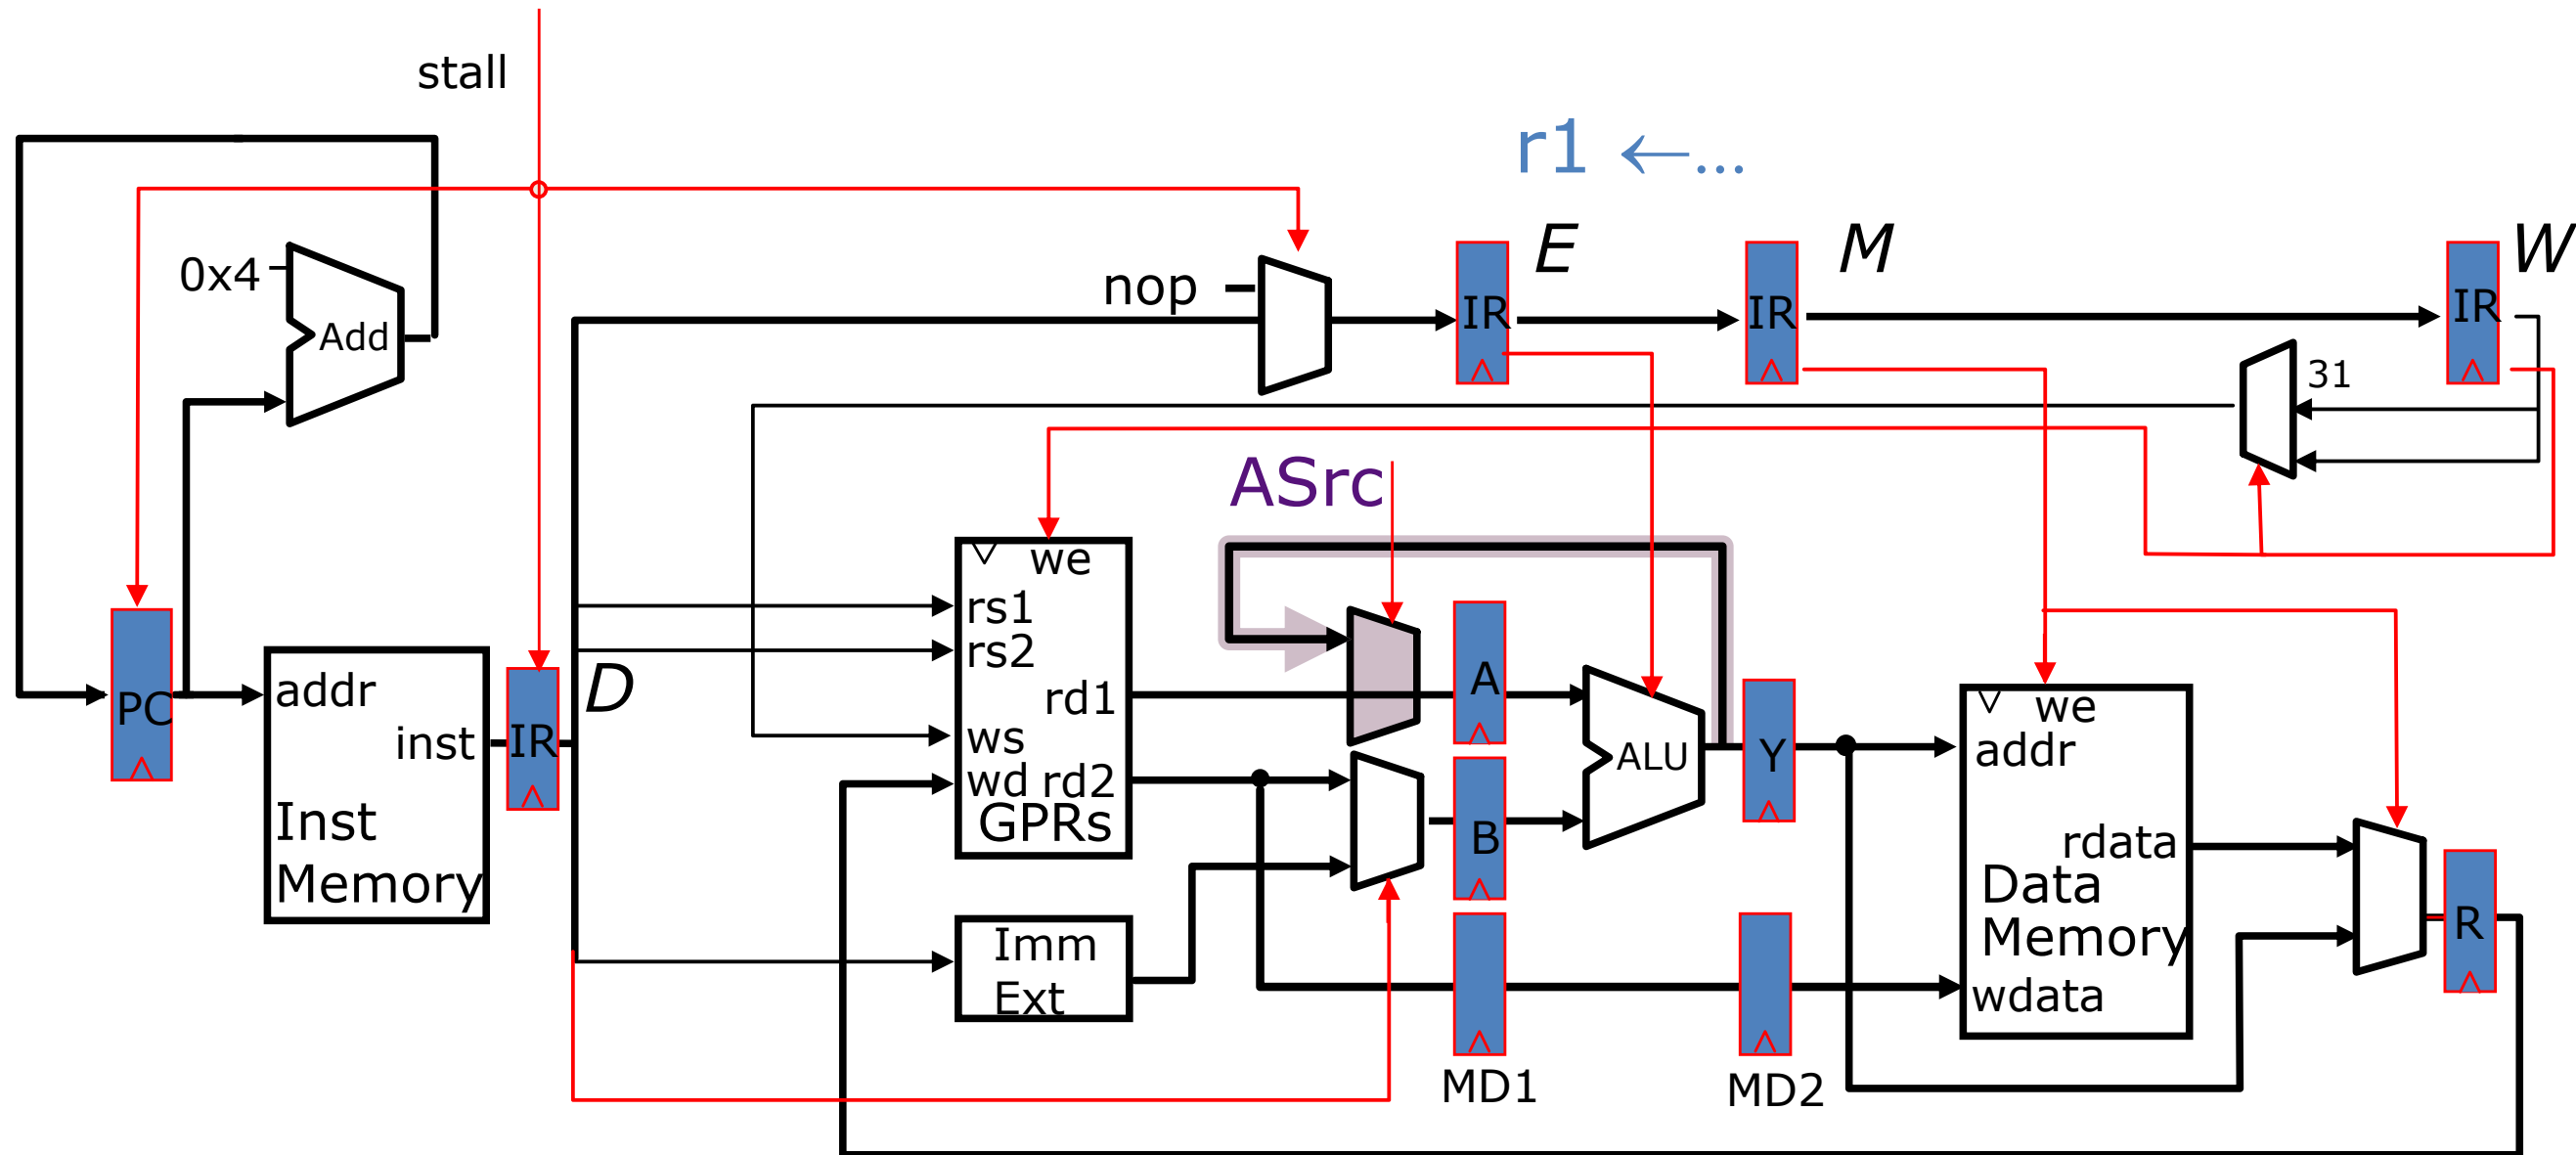 stall
r1 ←...
E
M
W
0x4
Add
nop
IR
IR
IR
31
ASrc
we
rs1
rs2
rd1
ws
wd rd2
GPRs
PC
addr
inst
Inst
Memory
IR
D
A
B
ALU
Y
we
addr
rdata
Data
Memory
wdata
R
Imm
Ext
MD1
MD2